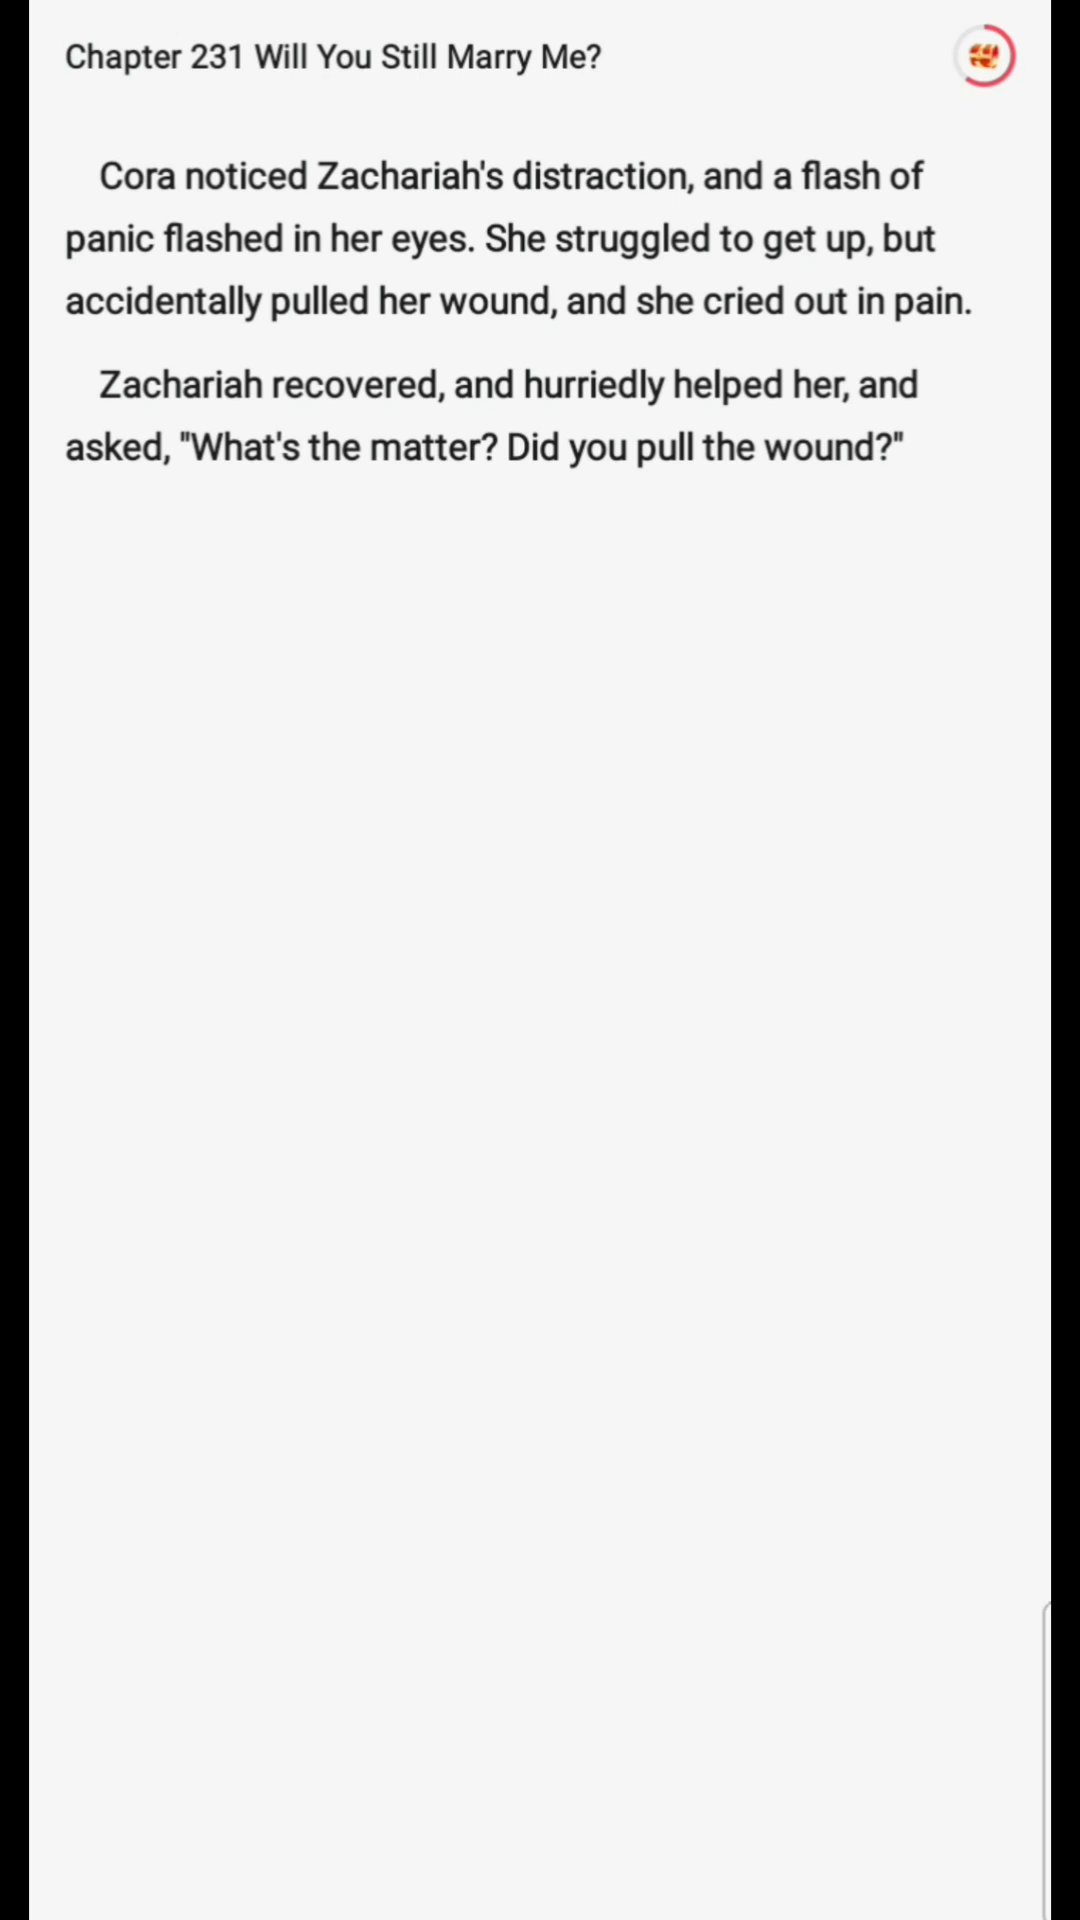 Chapter 231 Will You Still Marry Me?
Cora noticed Zachariah's distraction, and a flash of
panic flashed in her eyes. She struggled to get up, but
accidentally pulled her wound, and she cried out in pain.
Zachariah recovered, and hurriedly helped her, and
asked, "What's the matter? Did you pull the wound?"